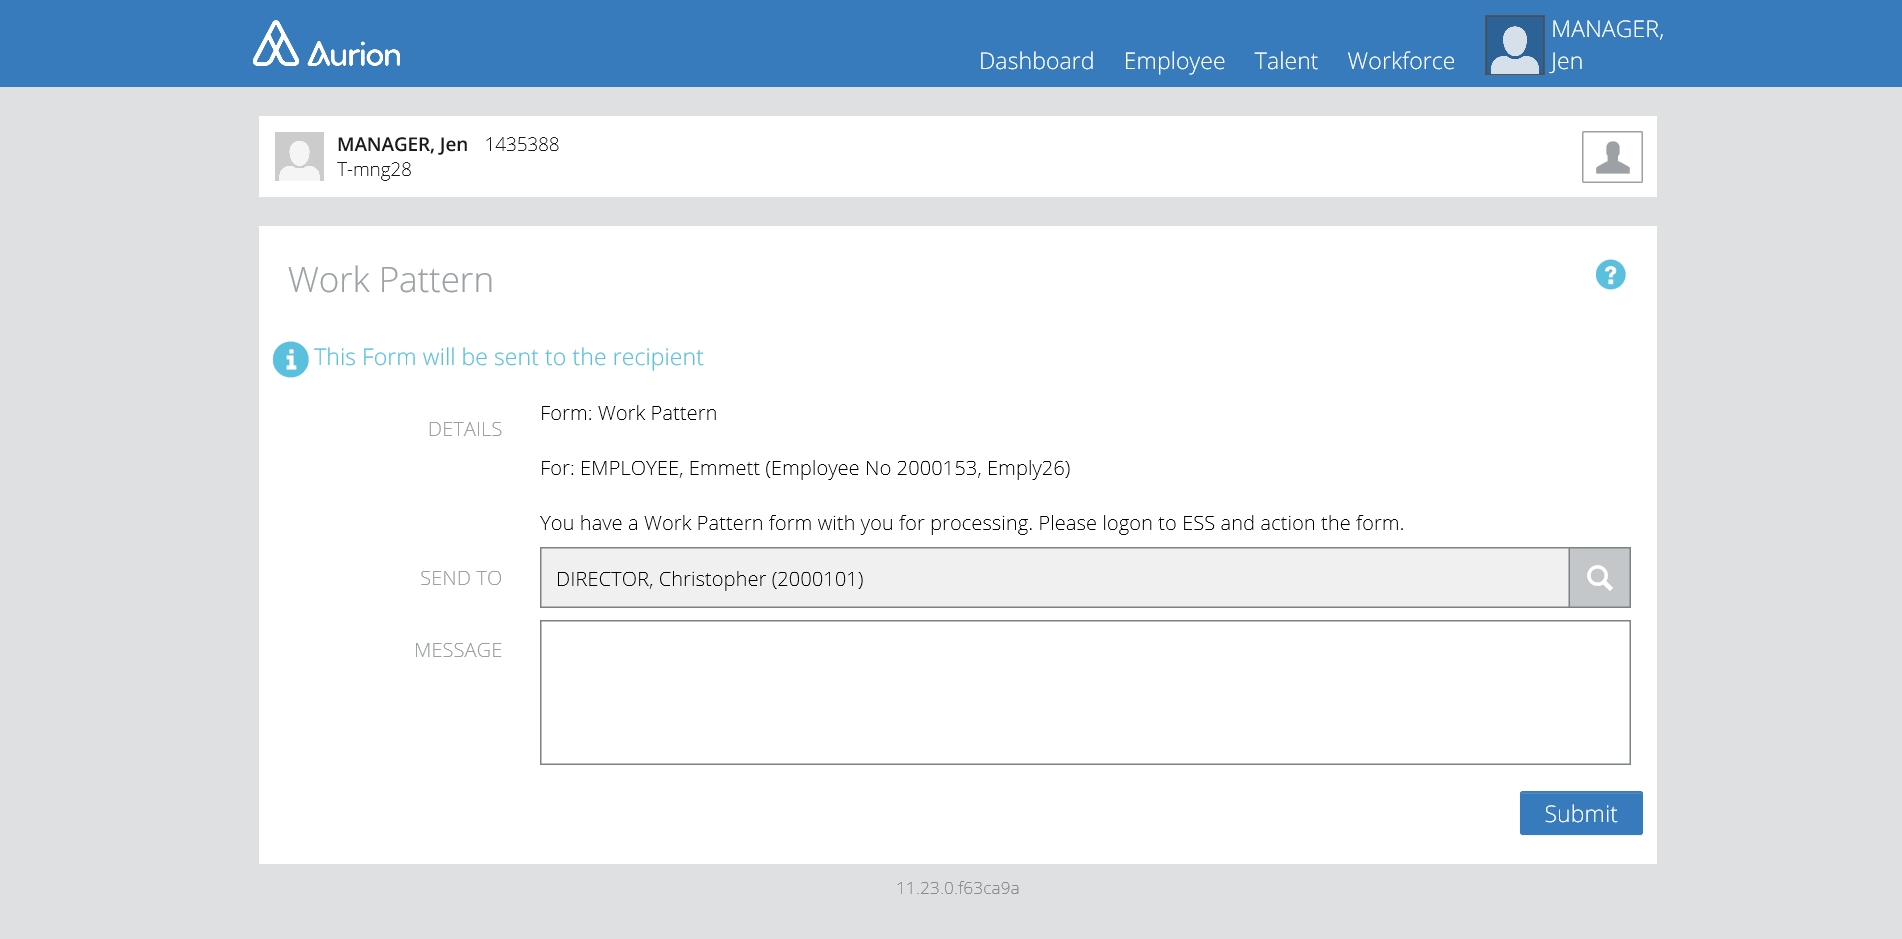 Aurion
Dashboard
Employee
Talent
Workforce
MANAGER,
Jen
MANAGER, Jen 1435388
T-mng28
Work Pattern
?
This Form will be sent to the recipient
DETAILS
Form: Work Pattern
For: EMPLOYEE, Emmett (Employee No 2000153, Emply26)
You have a Work Pattern form with you for processing. Please logon to ESS and action the form.
SEND TO
DIRECTOR, Christopher (2000101)
MESSAGE
Submit
11.23.0.f63ca9a